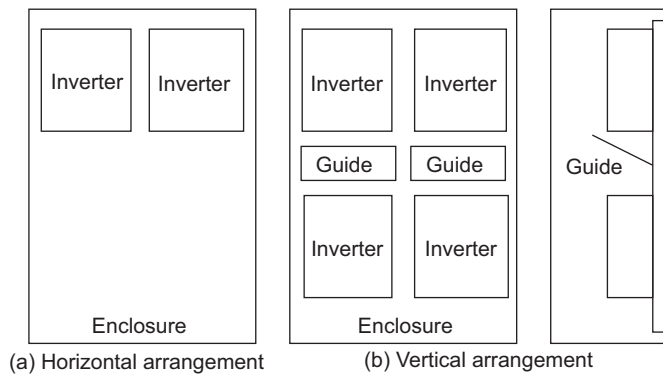 Inverter Inverter
Enclosure
(a) Horizontal arrangement
Inverter Inverter
Guide Guide
Inverter Inverter
Enclosure
Guide
(b) Vertical arrangement